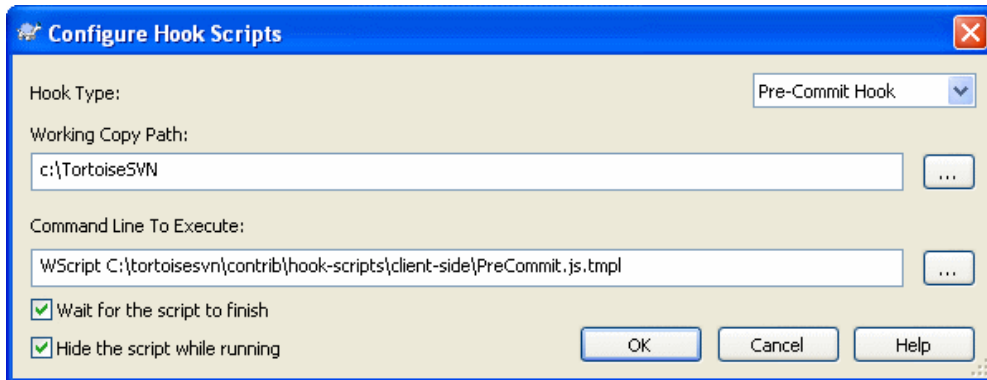 Configure Hook Scripts
Hook Type:
Pre-Commit Hook
Working Copy Path:
c:\TortoiseSVN
...
Command Line To Execute:
WScript C:\tortoisesvn\contrib\hook-scripts\client-side\PreCommit.js.tmpl
...
Wait for the script to finish
Hide the script while running
OK
Cancel
Help